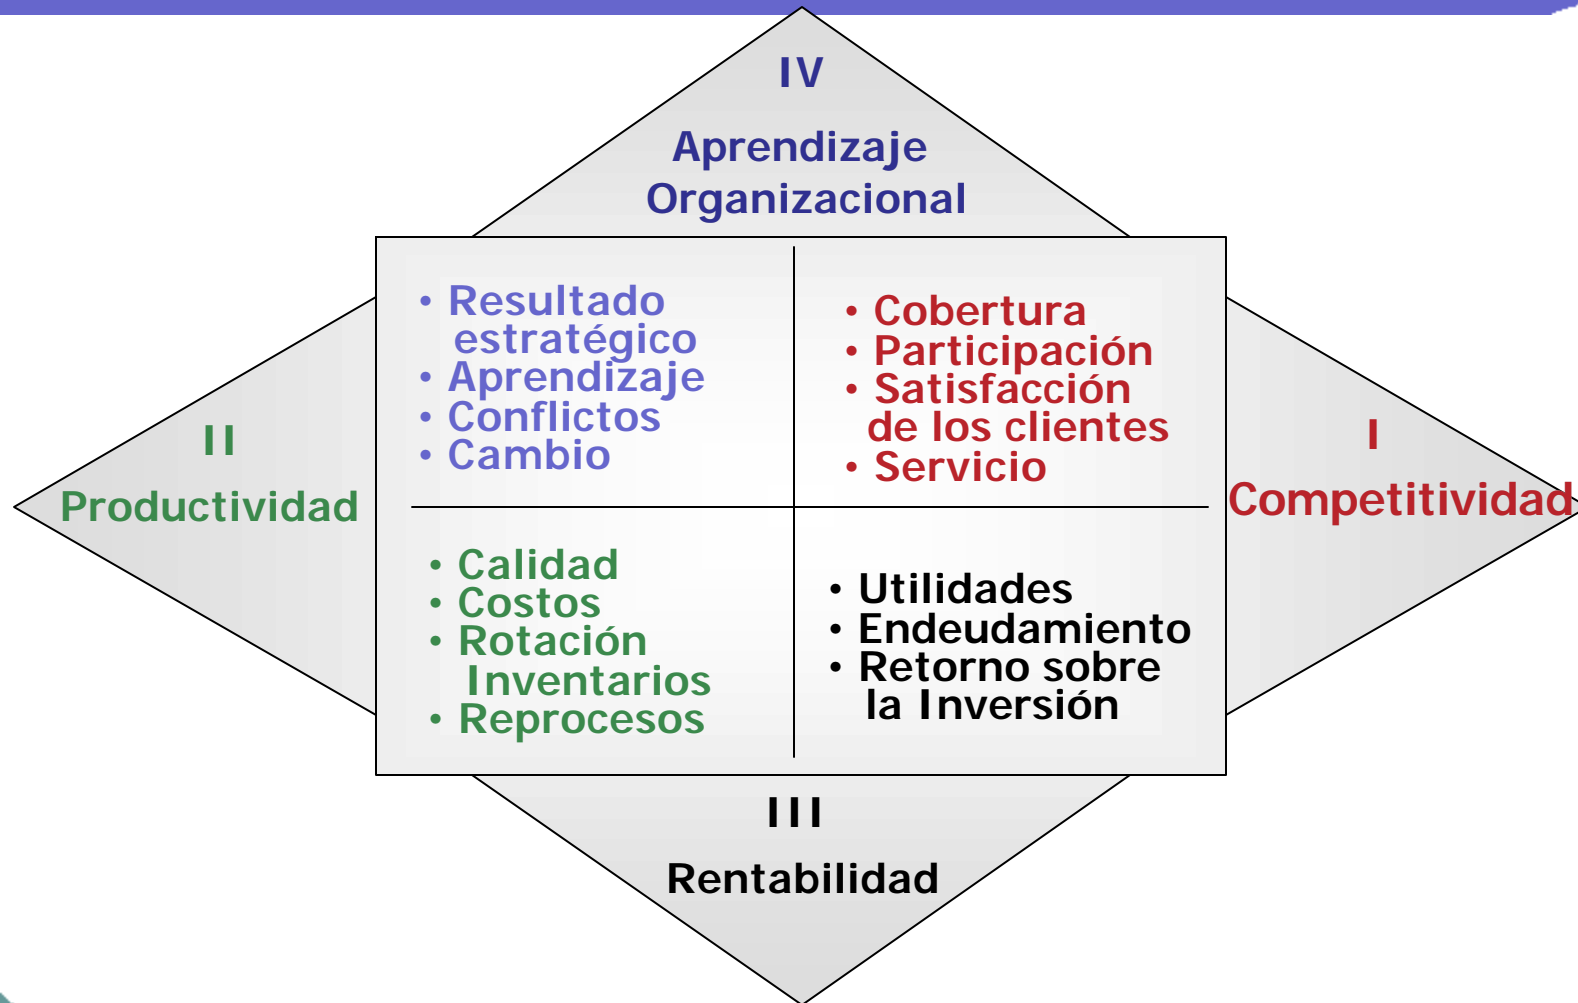 IV
Aprendizaje
Organizacional
• Resultado
estratégico
• Aprendizaje
• Conflictos
• Cambio
• Cobertura
• Participación
• Satisfacción
de los clientes
• Servicio
II
Productividad
I
Competitividad
• Calidad
• Costos
• Rotación
Inventarios
• Reprocesos
• Utilidades
• Endeudamiento
• Retorno sobre
la Inversión
III
Rentabilidad